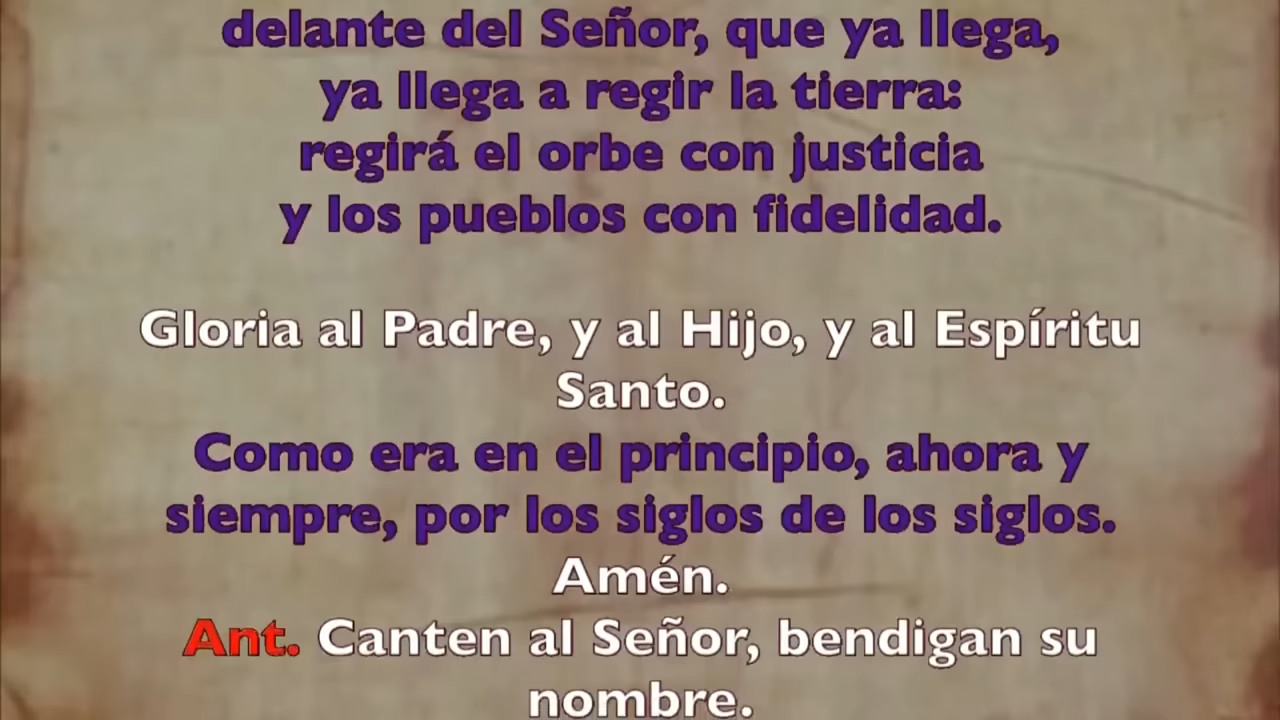 delante del Señor, que ya llega,
ya llega a regir la tierra:
regirá el orbe con justicia
y los pueblos con fidelidad.
Gloria al Padre, y al Hijo, y al Espíritu
Santo.
Como era en el principio, ahora y
siempre, por los siglos de los siglos.
Amén.
Ant. Canten al Señor, bendigan su
nombre.